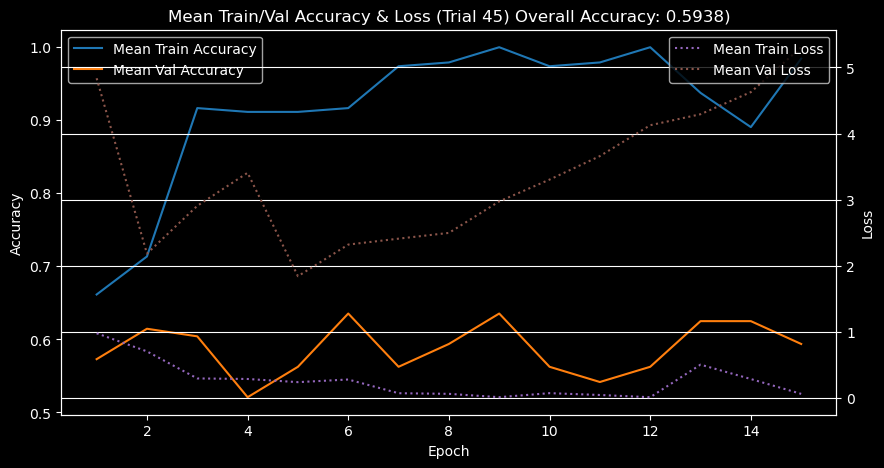 Mean Train/Val Accuracy & Loss (Trial 45) Overall Accuracy: 0.5938)
Mean Train Accuracy
Mean Val Accuracy
Mean Train Loss
Mean Val Loss
1.0
0.9
0.8
0.7
0.6
0.5
Accuracy
5
4
3
2
1
0
Loss
2 4 6 8 10 12 14
Epoch